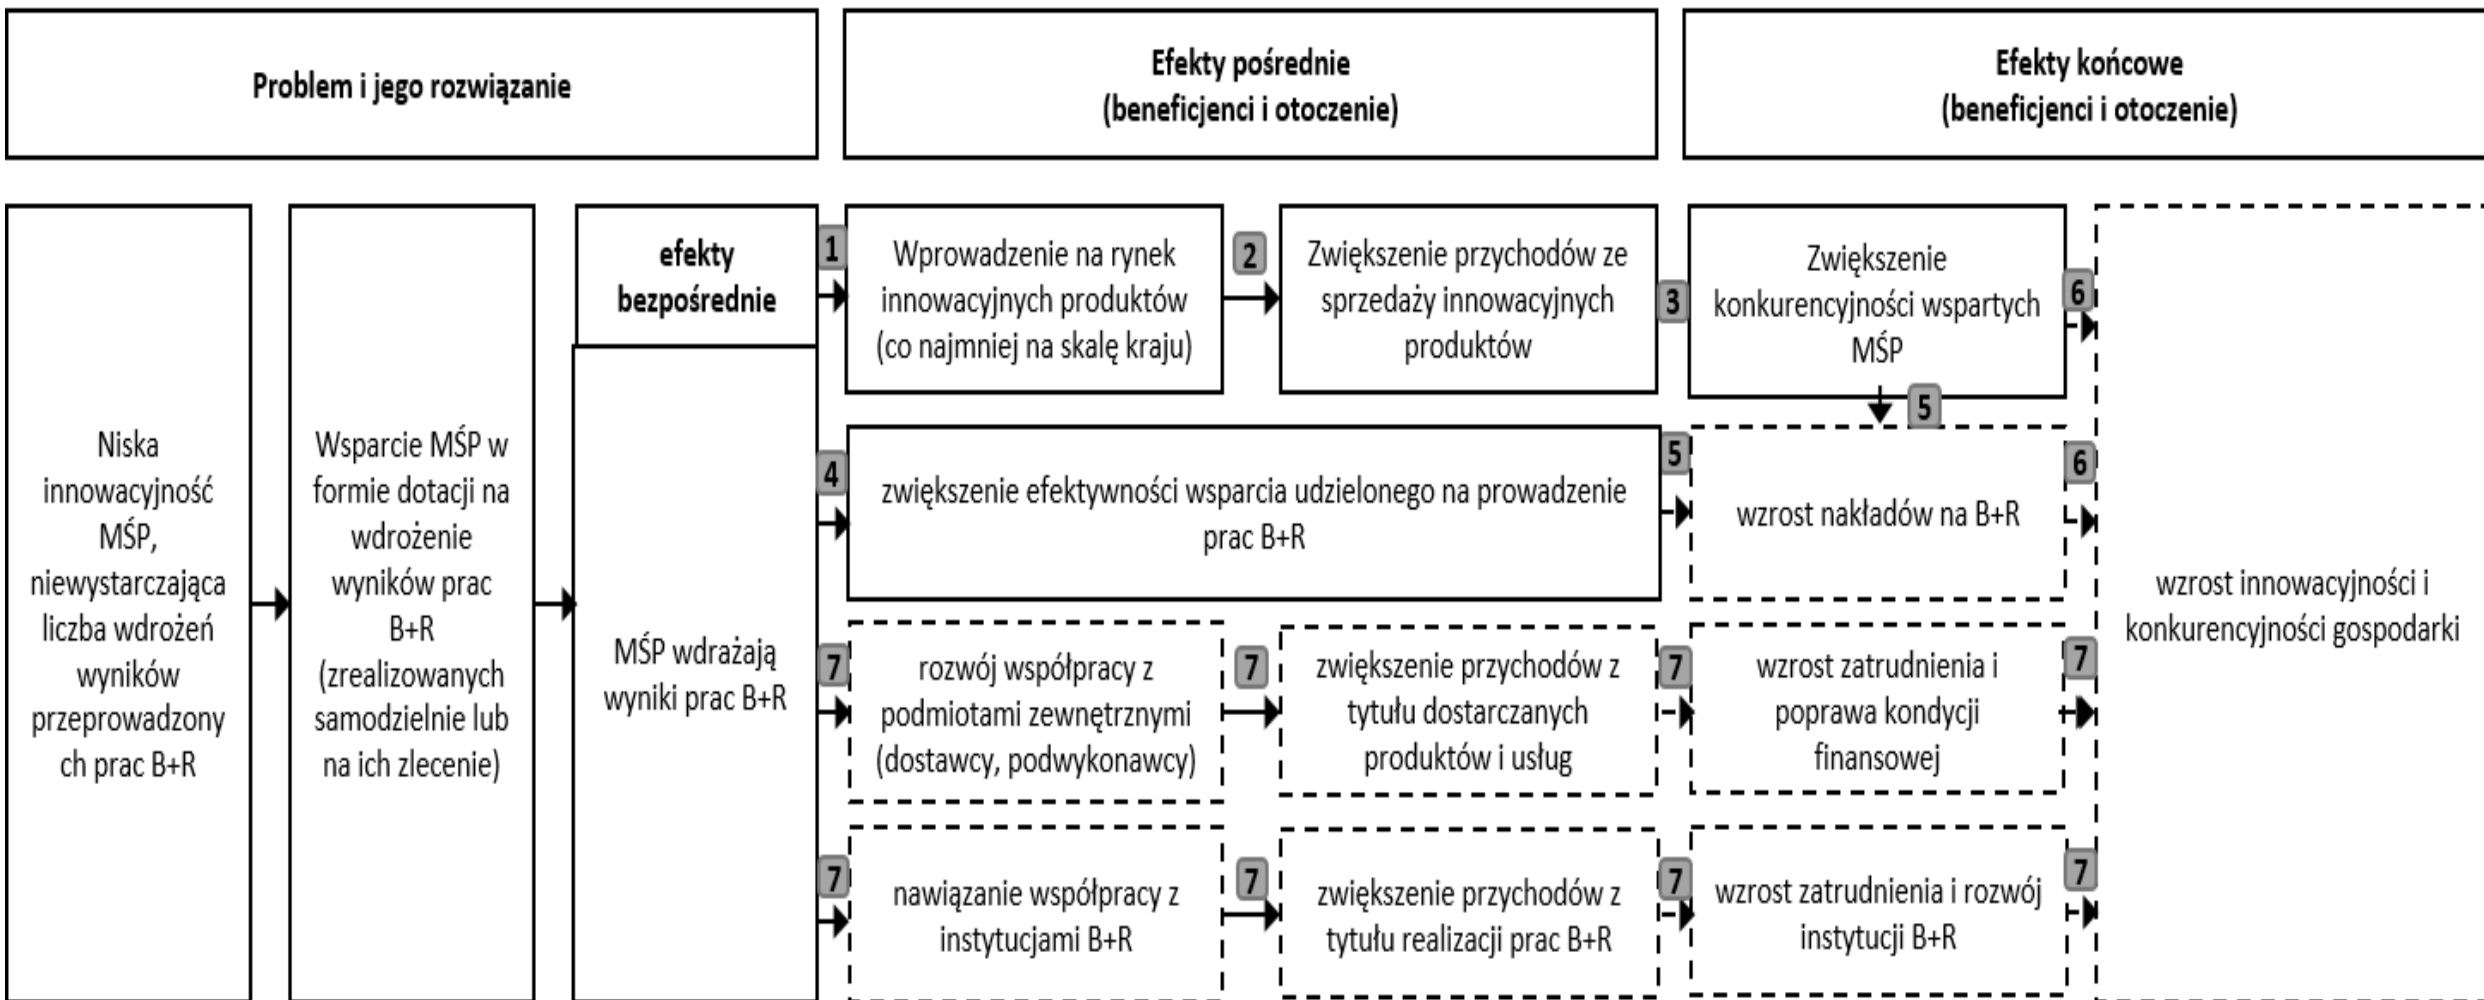 Problem i jego rozwiązanie
Efekty pośrednie
(beneficjenci i otoczenie)
Efekty końcowe
(beneficjenci i otoczenie)
Niska
innowacyjność
MŚP,
niewystarczająca
liczba wdrożeń
wyników
przeprowadzony
ch prac B+R
Wsparcie MŚP w
formie dotacji na
wdrożenie
wyników prac
B+R
(zrealizowanych
samodzielnie lub
na ich zlecenie)
efekty
bezpośrednie
MŚP wdrażają
wyniki prac B+R
1
Wprowadzenie na rynek
innowacyjnych produktów
(co najmniej na skalę kraju)
2
Zwiększenie przychodów ze
sprzedaży innowacyjnych
produktów
3
Zwiększenie
konkurencyjności wspartych
MŚP
6
5
4
zwiększenie efektywności wsparcia udzielonego na prowadzenie
prac B+R
5
wzrost nakładów na B+R
6
7
rozwój współpracy z
podmiotami zewnętrznymi
(dostawcy, podwykonawcy)
7
zwiększenie przychodów z
tytułu dostarczanych
produktów i usług
7
wzrost zatrudnienia i
poprawa kondycji
finansowej
7
7
nawiązanie współpracy z
instytucjami B+R
7
zwiększenie przychodów z
tytułu realizacji prac B+R
7
wzrost zatrudnienia i rozwój
instytucji B+R
7
wzrost innowacyjności i
konkurencyjności gospodarki